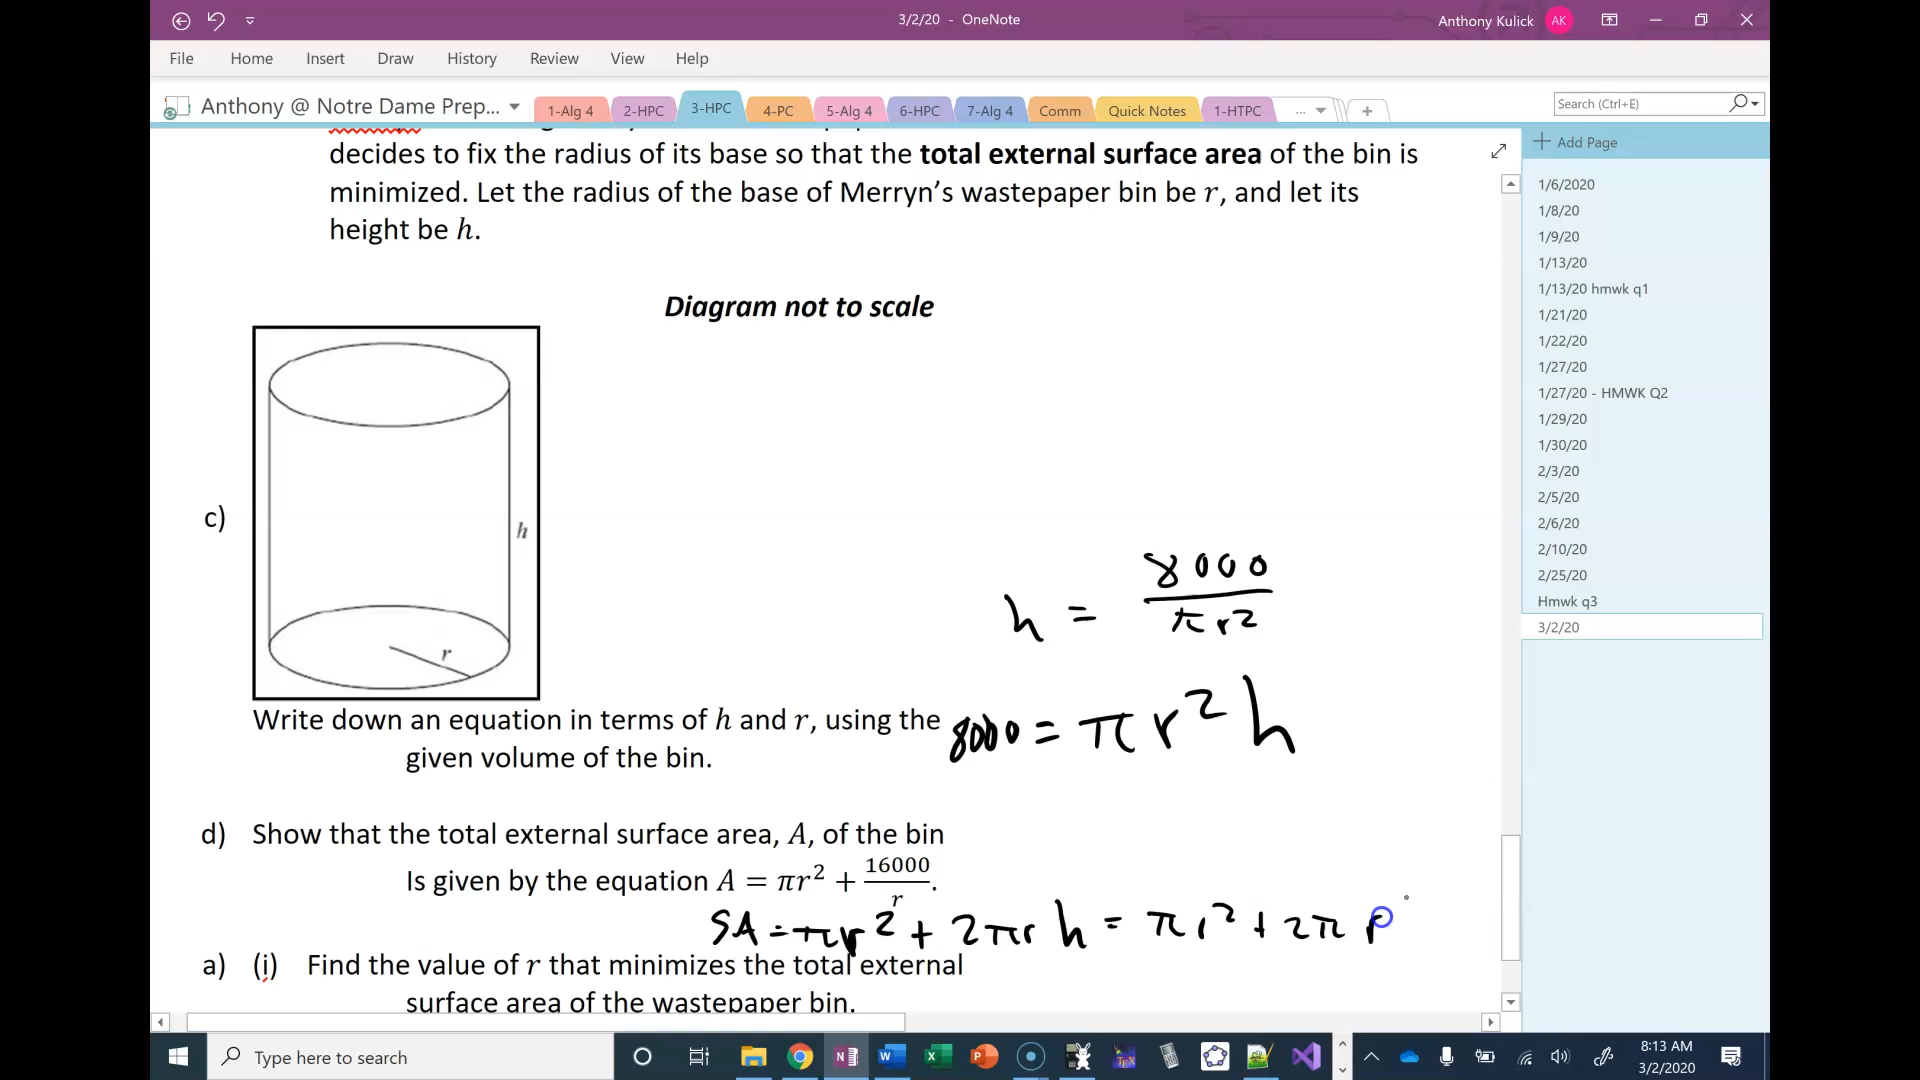 3/2/20 - OneNote
Anthony Kulick AK
File Home Insert Draw History Review View Help
Anthony @ Notre Dame Prep...
1-Alg 4 2-HPC 3-HPC 4-PC 5-Alg 4 6-HPC 7-Alg 4 Comm Quick Notes 1-HTPC ... +
Search (Ctrl+E)
Add Page
decides to fix the radius of its base so that the total external surface area of the bin is
minimized. Let the radius of the base of Merryn's wastepaper bin be r, and let its
height be h.
Diagram not to scale
c)
h
r
h = 8000 / πr²
Write down an equation in terms of h and r, using the
given volume of the bin.
8000 = πr²h
d) Show that the total external surface area, A, of the bin
Is given by the equation A = πr² + 16000/r.
SA = πr² + 2πr h = πr² + 2π r
a) (i) Find the value of r that minimizes the total external
surface area of the wastepaper bin.
1/6/2020
1/8/20
1/9/20
1/13/20
1/13/20 hmwk q1
1/21/20
1/22/20
1/27/20
1/27/20 - HMWK Q2
1/29/20
1/30/20
2/3/20
2/5/20
2/6/20
2/10/20
2/25/20
Hmwk q3
3/2/20
Type here to search
8:13 AM
3/2/2020